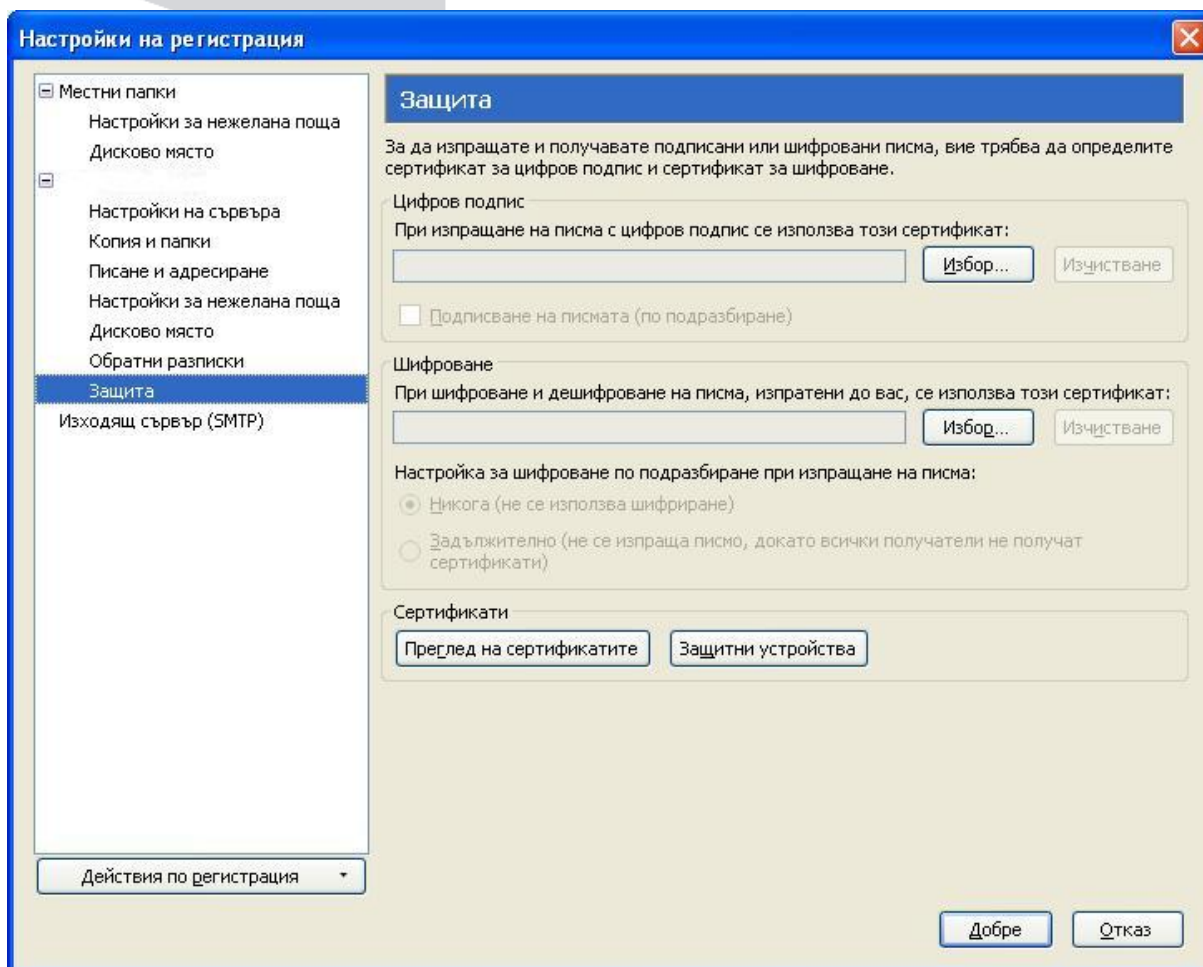 Настройки на регистрация
Местни папки
Настройки за нежелана поща
Дисково място
Настройки на сървъра
Копия и папки
Писане и адресиране
Настройки за нежелана поща
Дисково място
Обратни разписки
Защита
Изходящ сървър (SMTP)
Действия по регистрация
Защита
За да изпращате и получавате подписани или шифровани писма, вие трябва да определите
сертификат за цифров подпис и сертификат за шифроване.
Цифров подпис
При изпращане на писма с цифров подпис се използва този сертификат:
Избор... Изчистване
Подписване на писмата (по подразбиране)
Шифроване
При шифроване и дешифроване на писма, изпратени до вас, се използва този сертификат:
Избор... Изчистване
Настройка за шифроване по подразбиране при изпращане на писма:
Никога (не се използва шифриране)
Задължително (не се изпраща писмо, докато всички получатели не получат
сертификати)
Сертификати
Преглед на сертификатите Защитни устройства
Добре Отказ